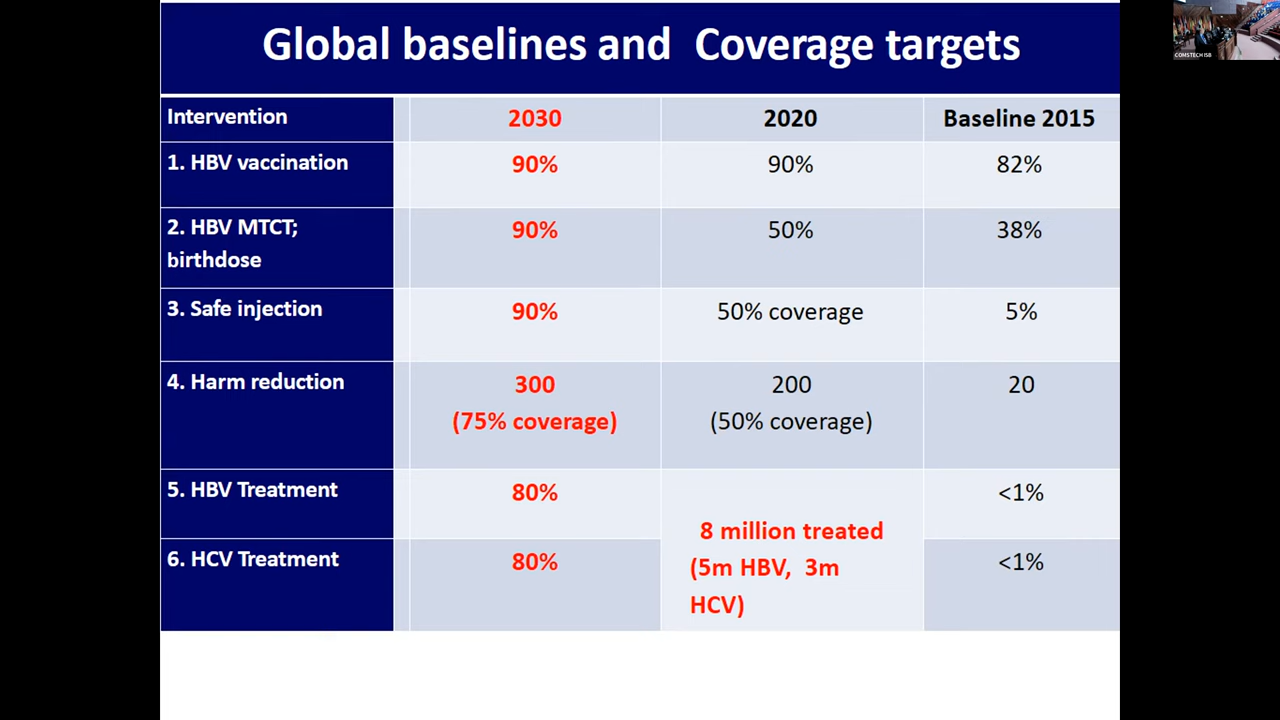 Global baselines and Coverage targets
COMSTECH ISB
Intervention
2030
2020
Baseline 2015
1. HBV vaccination
90%
90%
82%
2. HBV MTCT;
birthdose
90%
50%
38%
3. Safe injection
90%
50% coverage
5%
4. Harm reduction
300
(75% coverage)
200
(50% coverage)
20
5. HBV Treatment
80%
<1%
8 million treated
(5m HBV, 3m
HCV)
6. HCV Treatment
80%
<1%